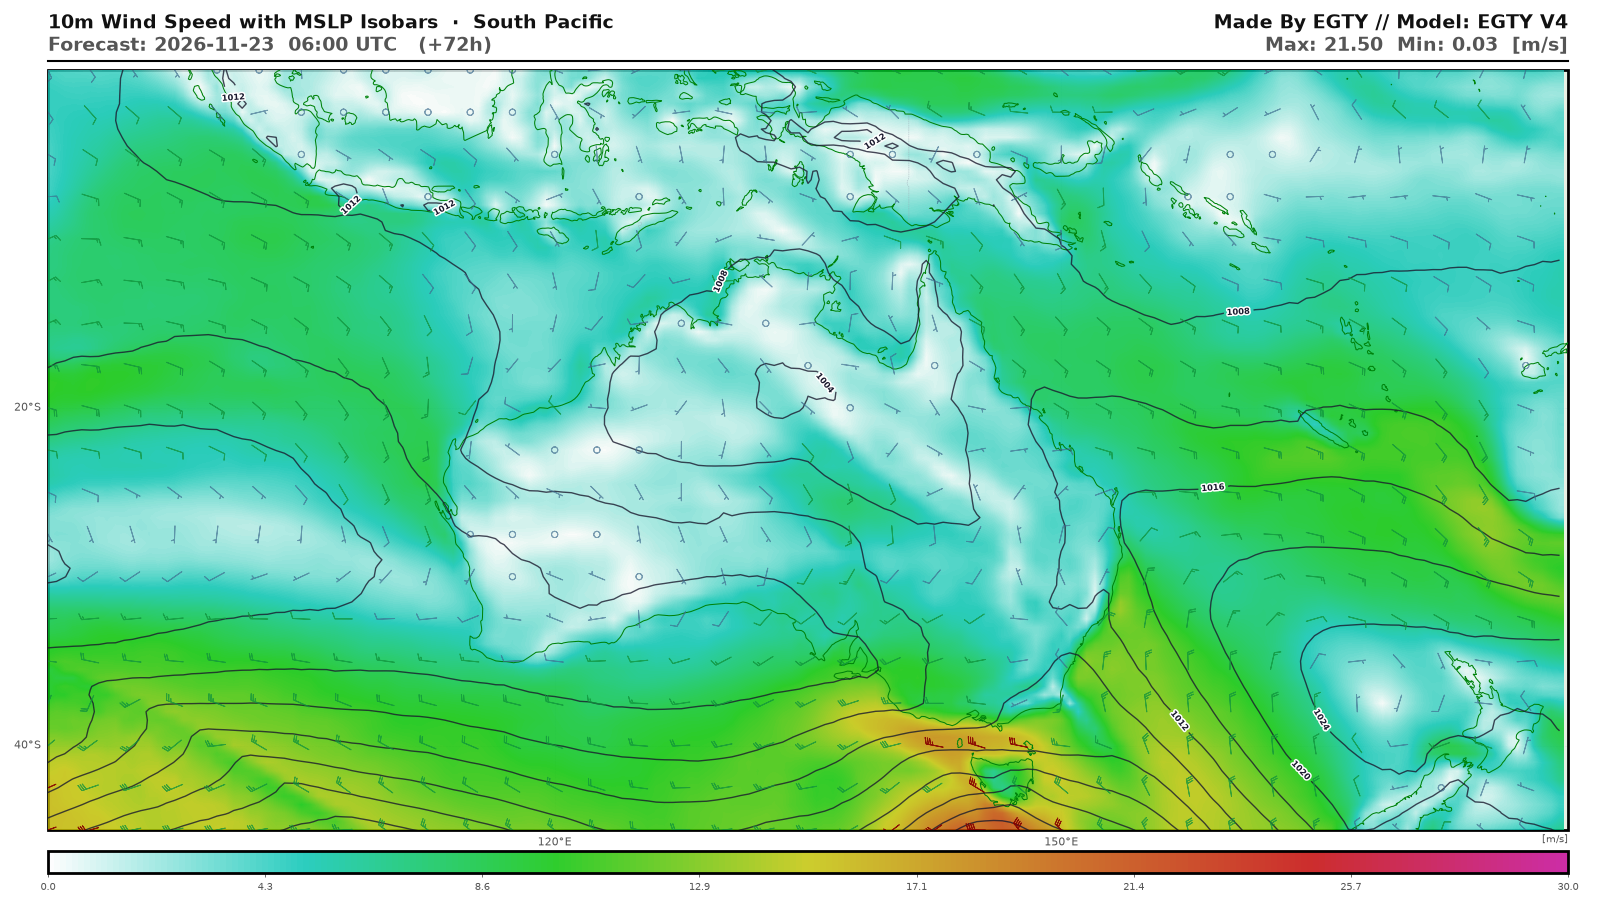 10m Wind Speed with MSLP Isobars · South Pacific
Made By EGTY // Model: EGTY V4
Forecast: 2026-11-23 06:00 UTC (+72h)
Max: 21.50 Min: 0.03 [m/s]
1012
1012
1012
1012
1008
1008
1004
20°S
1016
1012
1024
40°S
1020
120°E
150°E
[m/s]
0.0
4.3
8.6
12.9
17.1
21.4
25.7
30.0